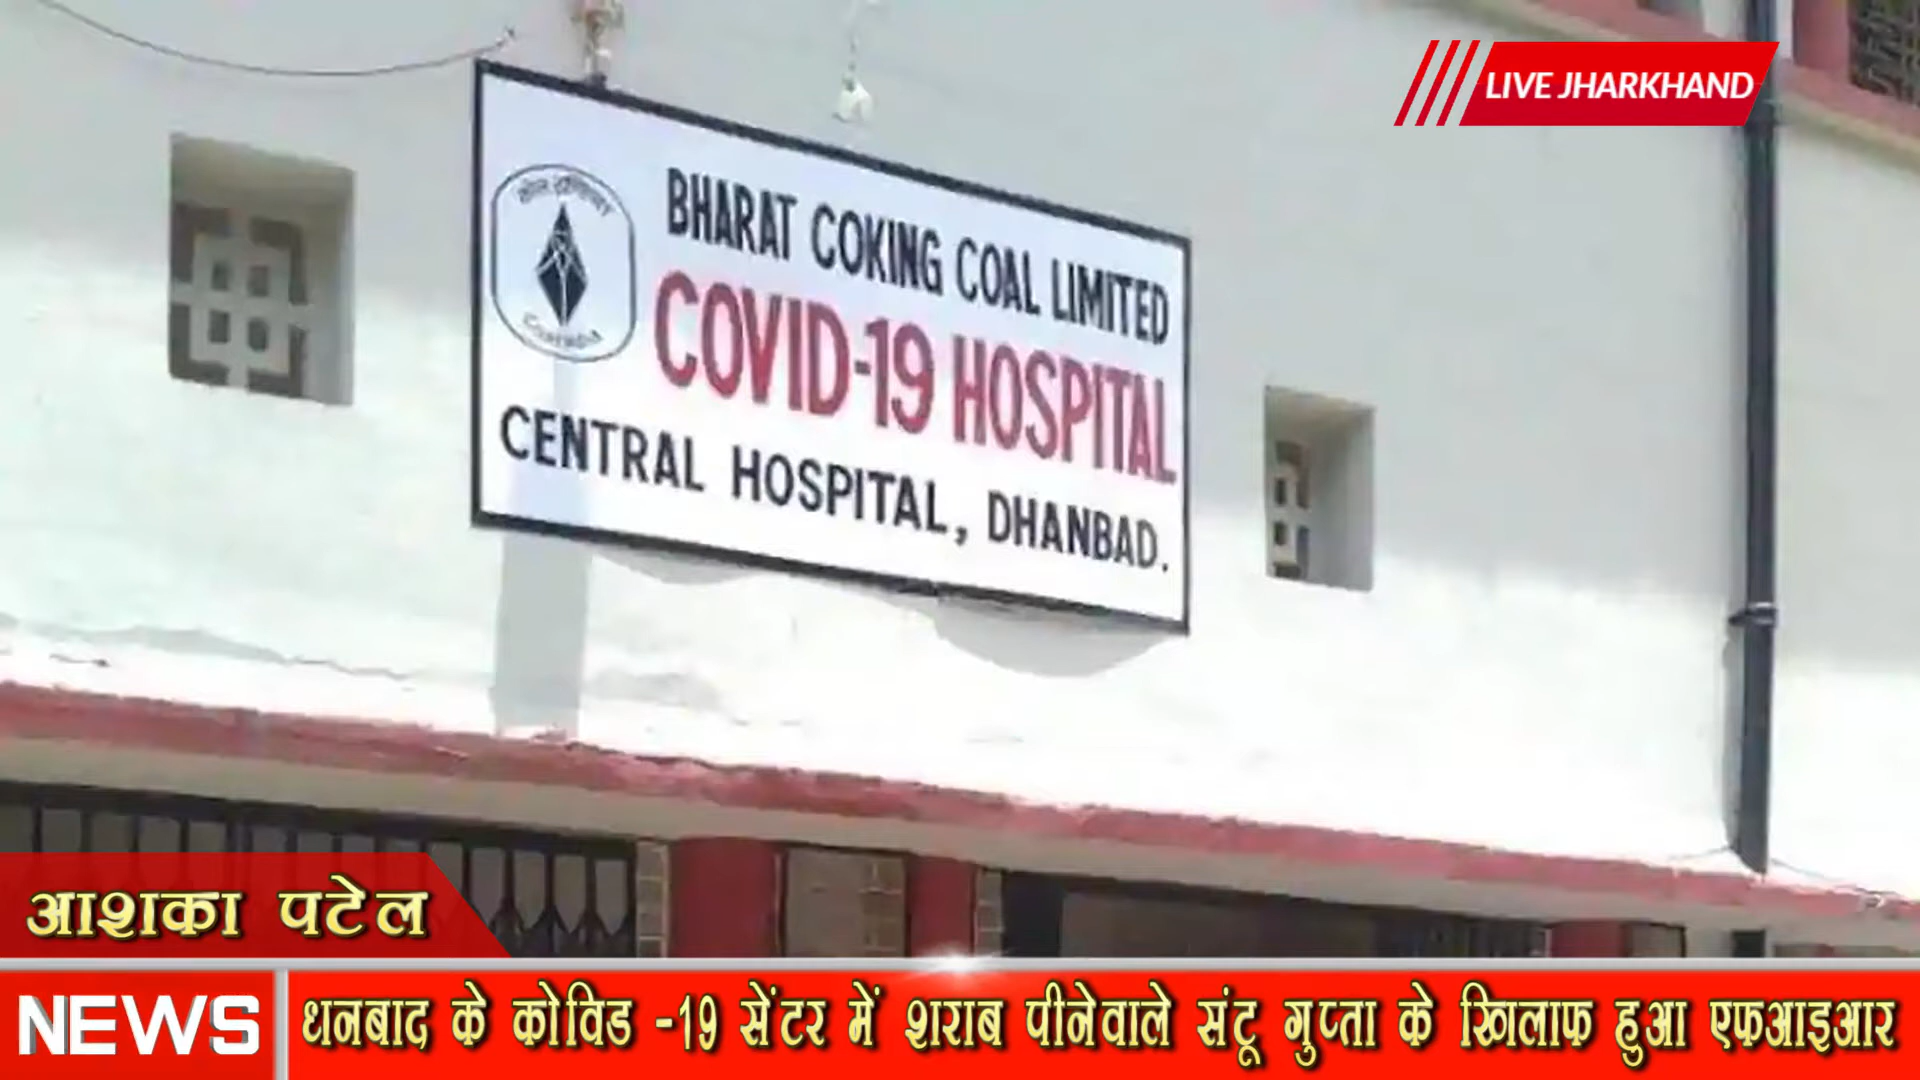 LIVE JHARKHAND
BHARAT COKING COAL LIMITED
COVID-19 HOSPITAL
CENTRAL HOSPITAL, DHANBAD.
आशका पटेल
NEWS
धनबाद के कोविड -19 सेंटर में शराब पीनेवाले संटू गुप्ता के खिलाफ हुआ एफआइआर